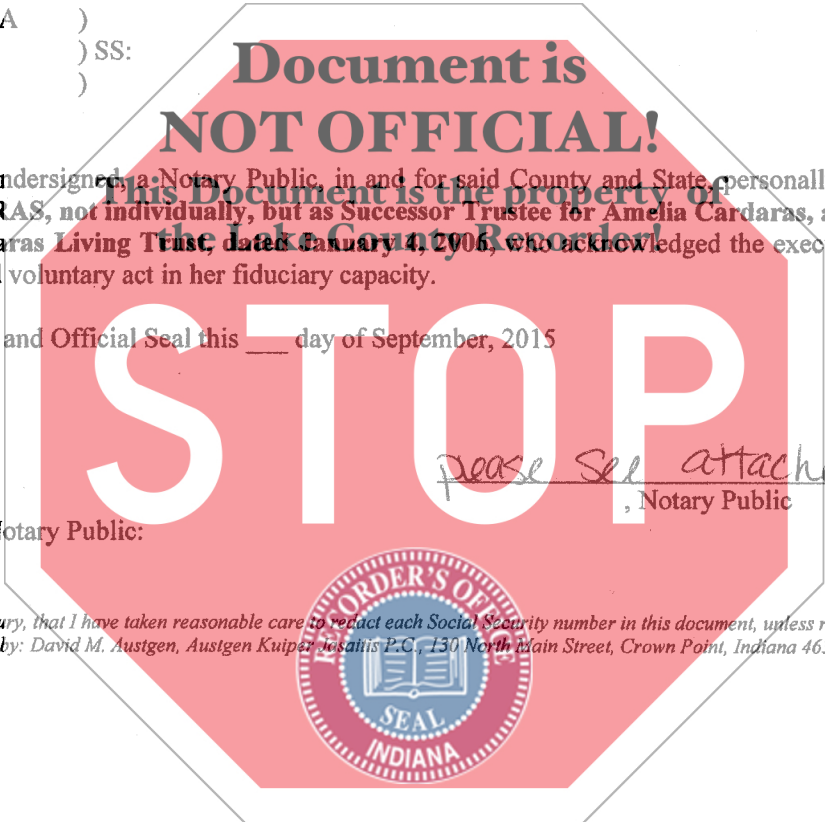 A )
) SS:
)
Document is
NOT OFFICIAL!
ndersigned, a Notary Public, in and for said County and State, personall
This Document is the property of
RAS, not individually, but as Successor Trustee for Amelia Cardaras, a
the Lake County Recorder!
aras Living Trust, dated January 4, 2006, who acknowledged the exec
voluntary act in her fiduciary capacity.
and Official Seal this ___ day of September, 2015
STOP
please see attach
, Notary Public
otary Public:
RECORDER'S OFFICE
ury, that I have taken reasonable care to redact each Social Security number in this document, unless r
by: David M. Austgen, Austgen Kuiper Jasaitis P.C., 130 North Main Street, Crown Point, Indiana 46
SEAL
INDIANA